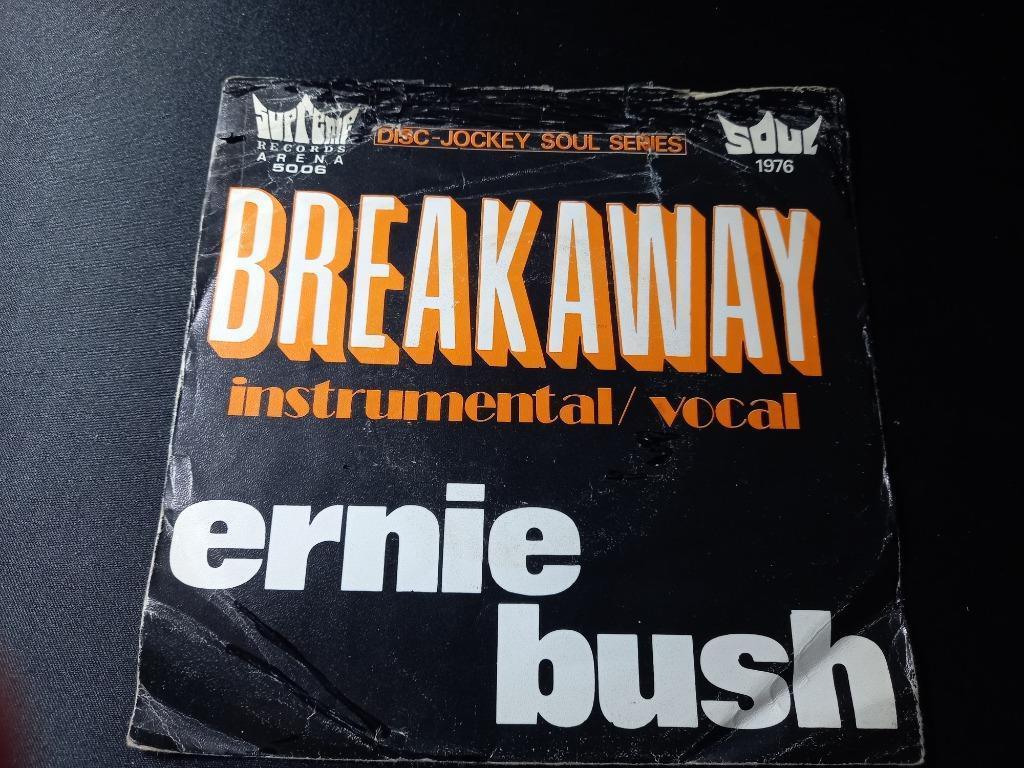 SUPREME
RECORDS
ARENA
5006
DISC-JOCKEY SOUL SERIES
SOUL
1976
BREAKAWAY
instrumental/ vocal
ernie
bush